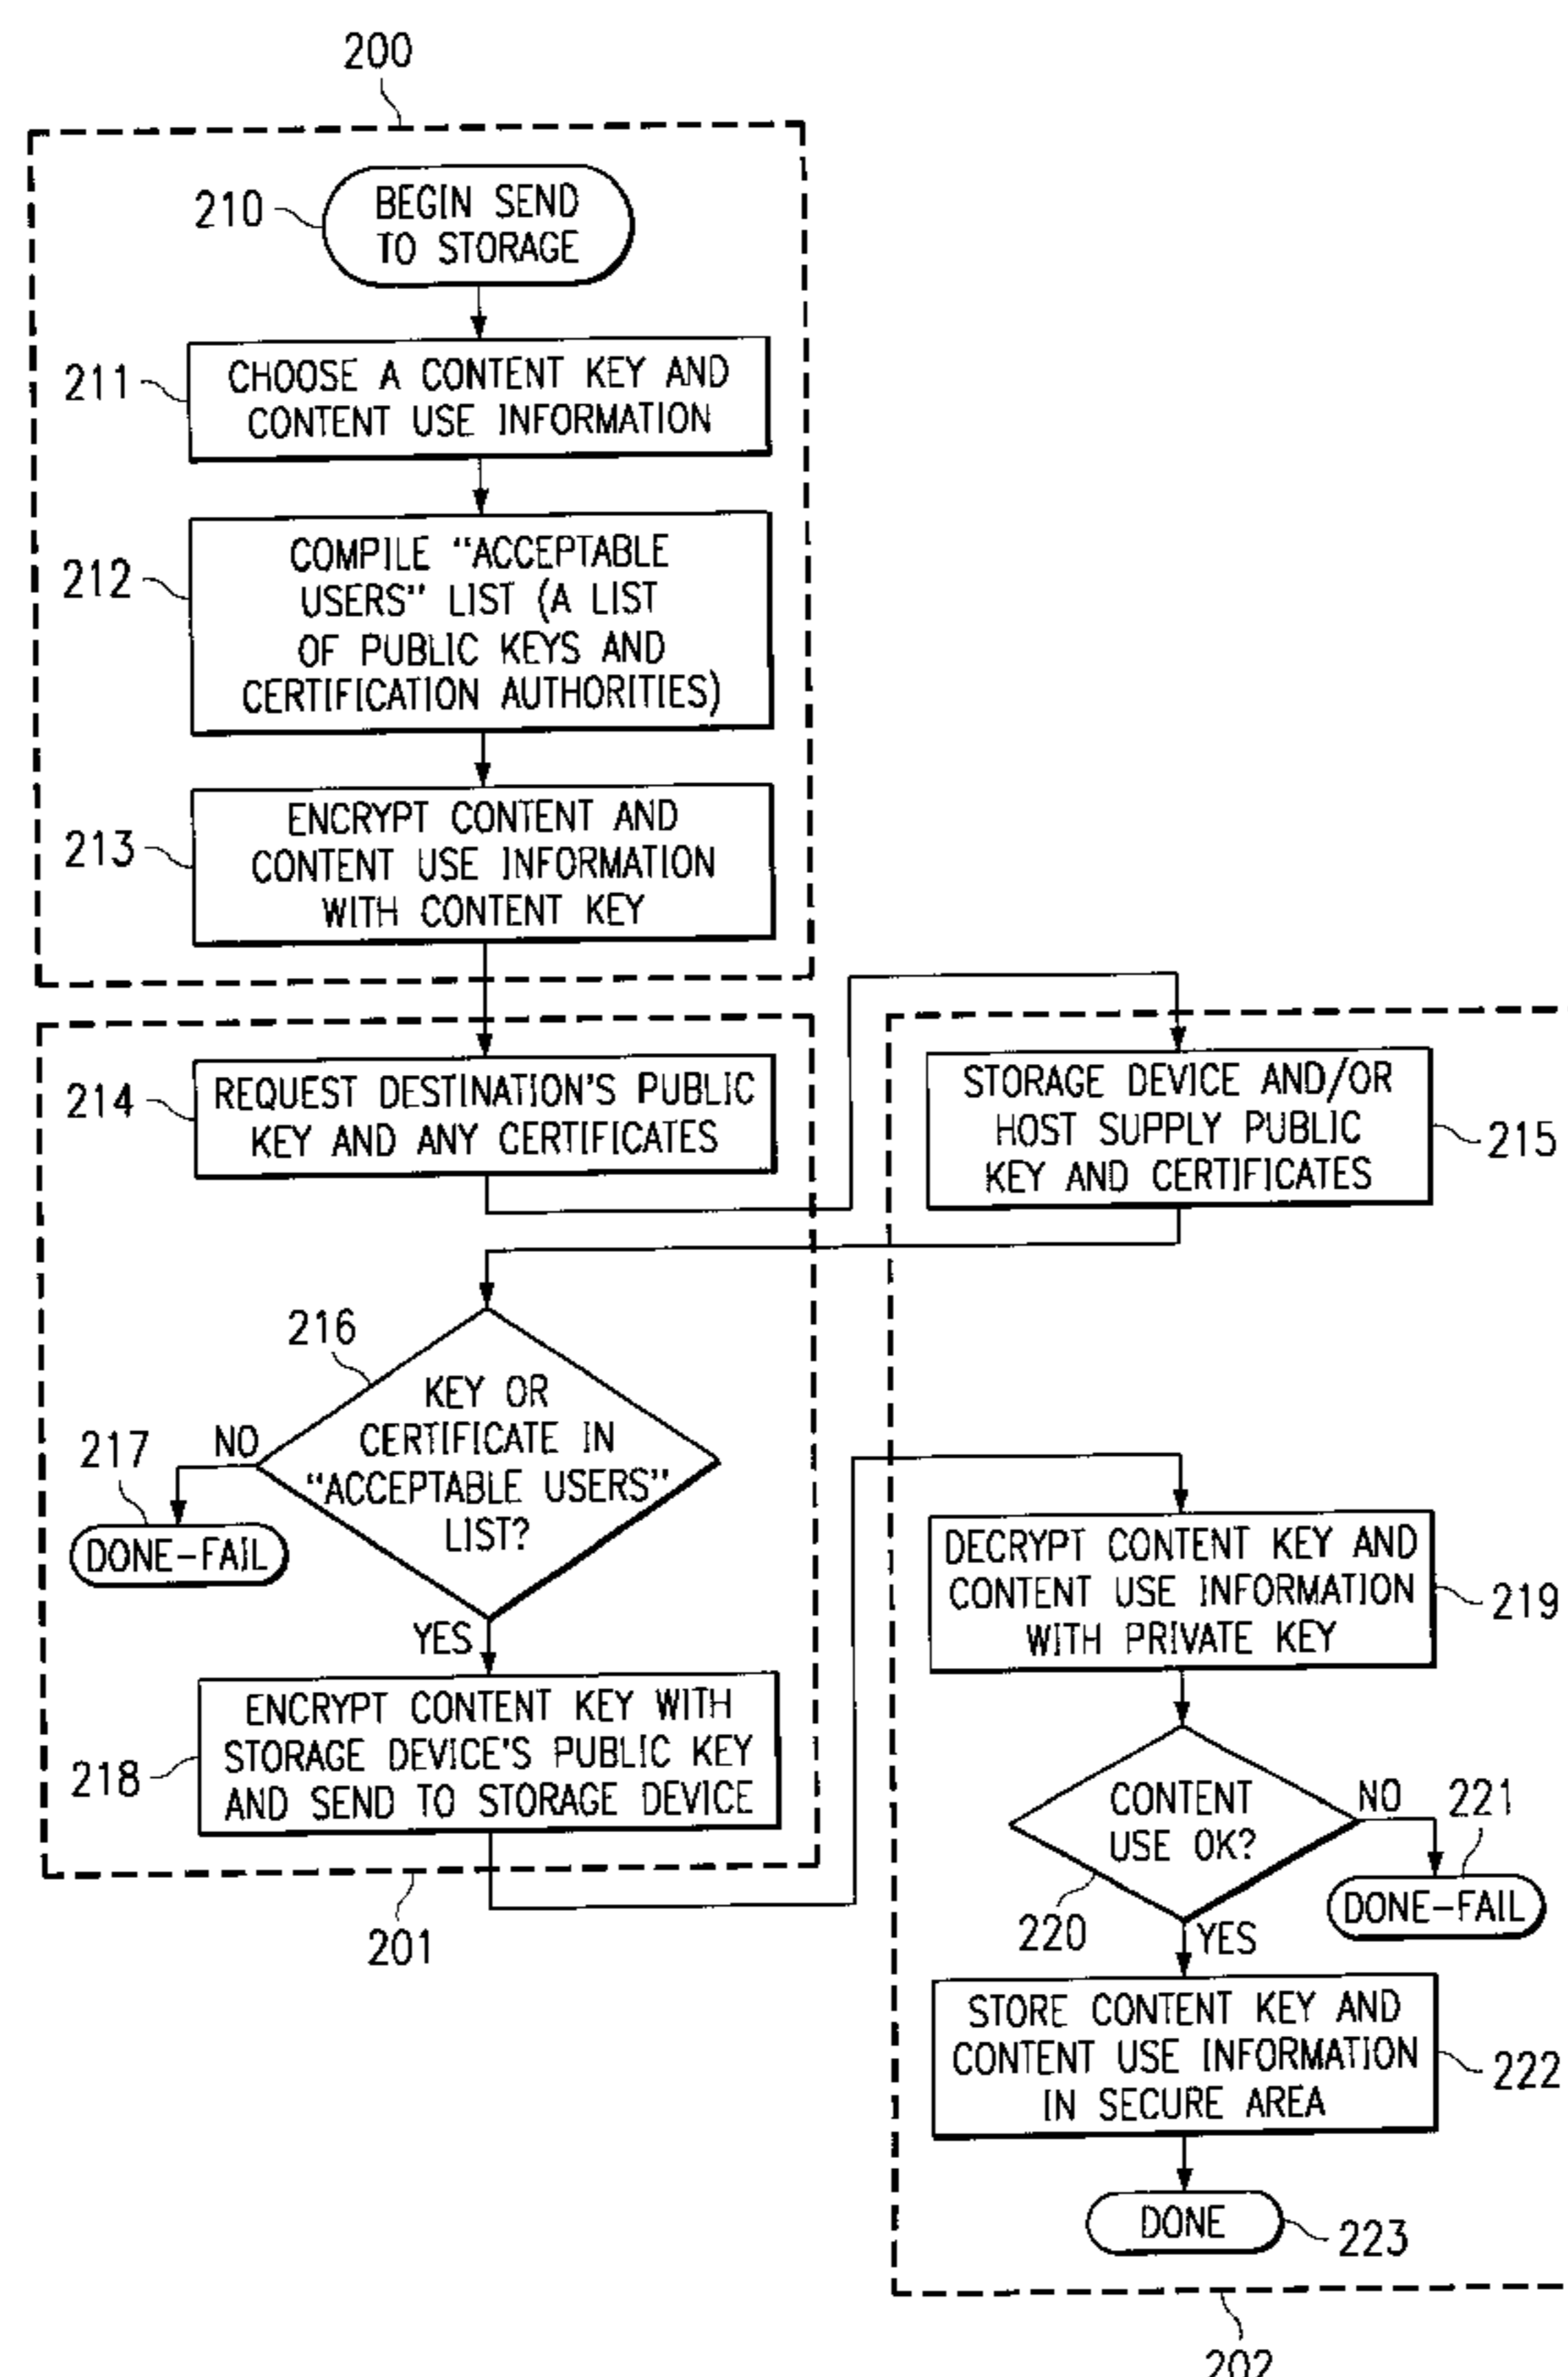 200
210
BEGIN SEND
TO STORAGE
211
CHOOSE A CONTENT KEY AND
CONTENT USE INFORMATION
212
COMPILE "ACCEPTABLE
USERS" LIST (A LIST
OF PUBLIC KEYS AND
CERTIFICATION AUTHORITIES)
213
ENCRYPT CONTENT AND
CONTENT USE INFORMATION
WITH CONTENT KEY
214
REQUEST DESTINATION'S PUBLIC
KEY AND ANY CERTIFICATES
STORAGE DEVICE AND/OR
HOST SUPPLY PUBLIC
KEY AND CERTIFICATES
215
216
KEY OR
CERTIFICATE IN
"ACCEPTABLE USERS"
LIST?
NO
217
DONE-FAIL
YES
218
ENCRYPT CONTENT KEY WITH
STORAGE DEVICE'S PUBLIC KEY
AND SEND TO STORAGE DEVICE
201
DECRYPT CONTENT KEY AND
CONTENT USE INFORMATION
WITH PRIVATE KEY
219
CONTENT
USE OK?
220
NO
221
DONE-FAIL
YES
STORE CONTENT KEY AND
CONTENT USE INFORMATION
IN SECURE AREA
222
DONE
223
202